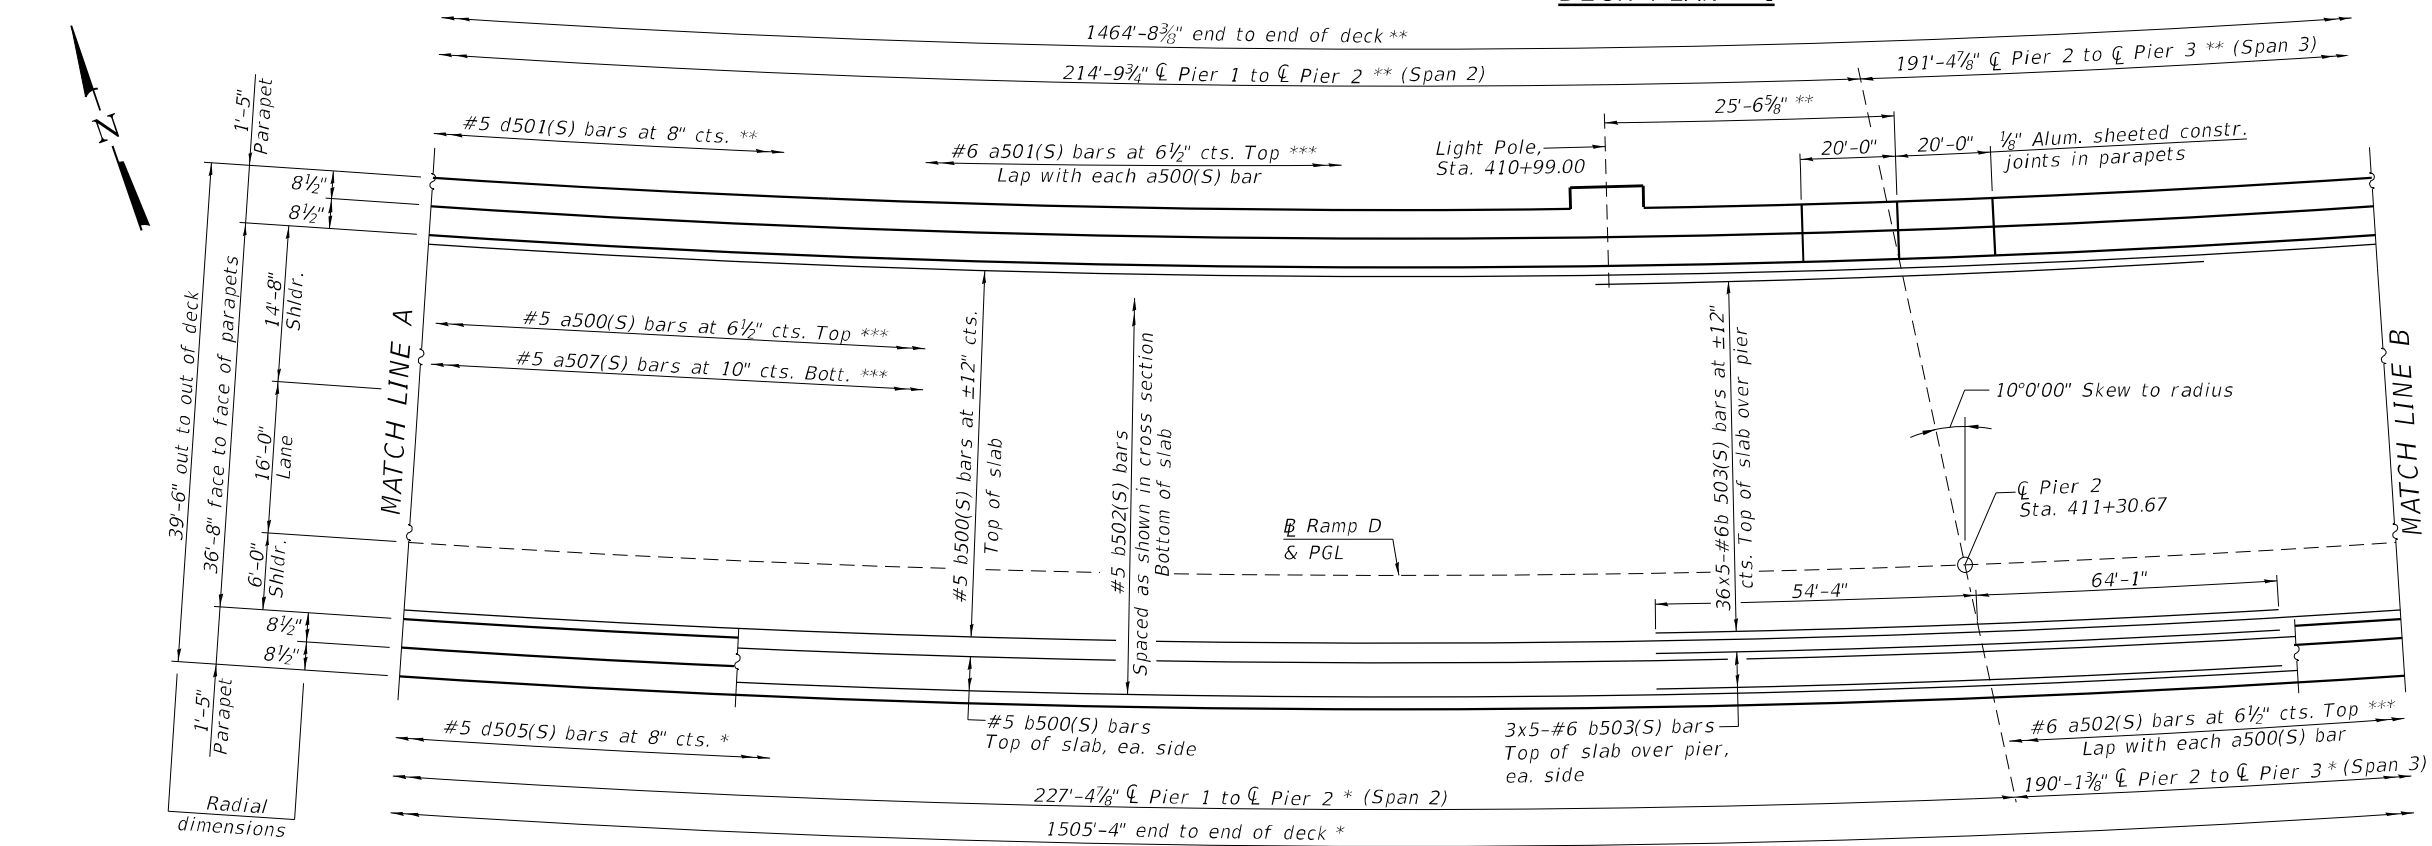 1464'-8⅜" end to end of deck **
214'-9¾" ℄ Pier 1 to ℄ Pier 2 ** (Span 2)
191'-4⅞" ℄ Pier 2 to ℄ Pier 3 ** (Span 3)
N
1'-5"
Parapet
#5 d501(S) bars at 8" cts. **
#6 a501(S) bars at 6½" cts. Top ***
Lap with each a500(S) bar
Light Pole,
Sta. 410+99.00
25'-6⅝" **
20'-0"
20'-0"
⅛" Alum. sheeted constr.
joints in parapets
8½"
8½"
39'-6" out to out of deck
36'-8" face to face of parapets
14'-8"
Shldr.
16'-0"
Lane
6'-0"
Shldr.
MATCH LINE A
#5 a500(S) bars at 6½" cts. Top ***
#5 a507(S) bars at 10" cts. Bott. ***
#5 b500(S) bars at ±12" cts.
Top of slab
#5 b502(S) bars
Spaced as shown in cross section
Bottom of slab
36x5-#6b 503(S) bars at ±12"
cts. Top of slab over pier
10°0'00" Skew to radius
℄ Pier 2
Sta. 411+30.67
MATCH LINE B
Ramp D
& PGL
54'-4"
64'-1"
8½"
8½"
1'-5"
Parapet
Radial
dimensions
#5 d505(S) bars at 8" cts. *
#5 b500(S) bars
Top of slab, ea. side
3x5-#6 b503(S) bars
Top of slab over pier,
ea. side
#6 a502(S) bars at 6½" cts. Top ***
Lap with each a500(S) bar
227'-4⅞" ℄ Pier 1 to ℄ Pier 2 * (Span 2)
190'-1⅜" ℄ Pier 2 to ℄ Pier 3 * (Span 3)
1505'-4" end to end of deck *